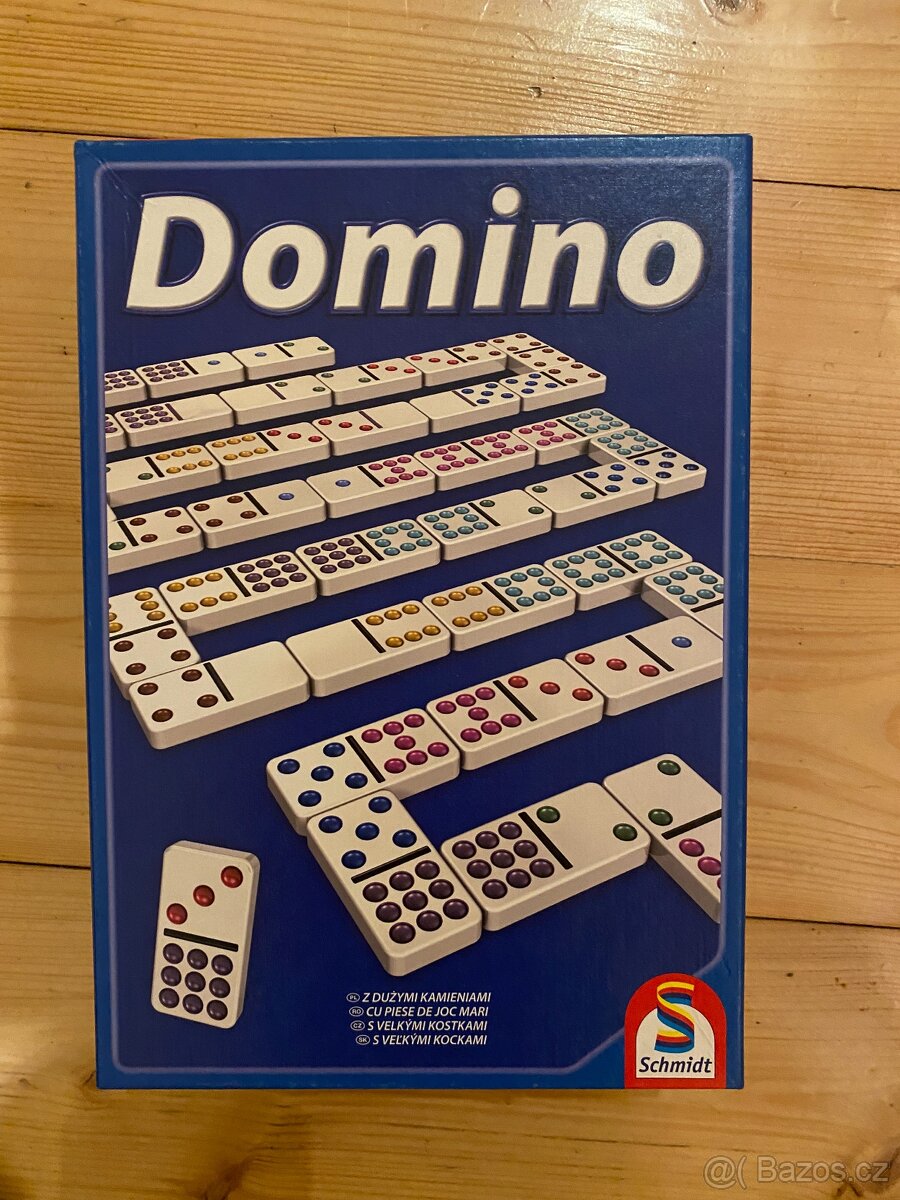 Domino
PL Z DUŻYMI KAMIENIAMI
RO CU PIESE DE JOC MARI
CZ S VELKÝMI KOSTKAMI
SK S VEĽKÝMI KOCKAMI
Schmidt
@( Bazos.cz